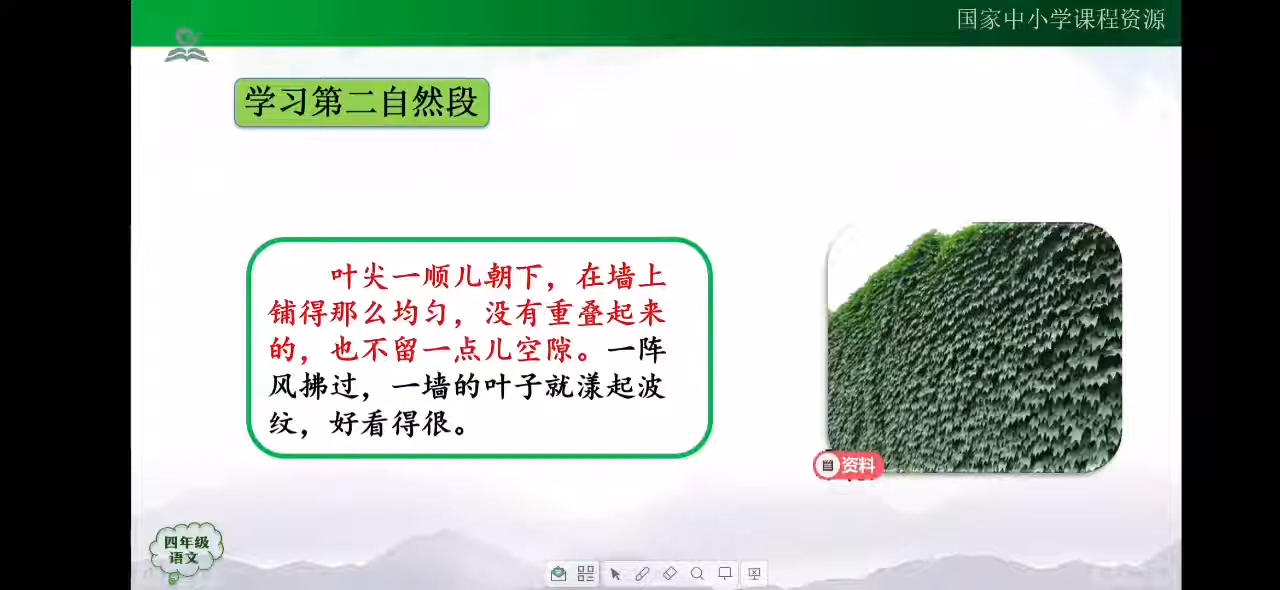 国家中小学课程资源
学习第二自然段
叶尖一顺儿朝下，在墙上
铺得那么均匀，没有重叠起来
的，也不留一点儿空隙。一阵
风拂过，一墙的叶子就漾起波
纹，好看得很。
资料
四年级
语文